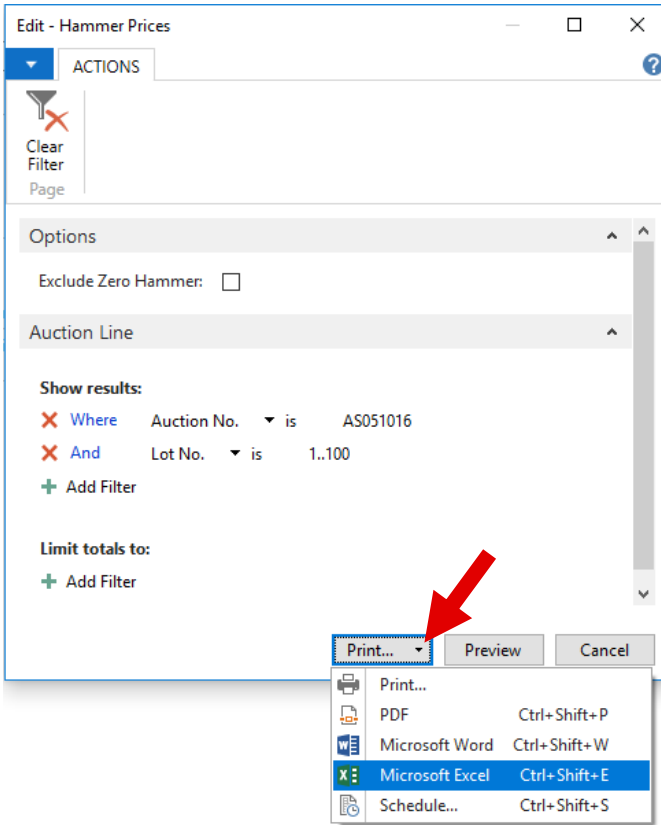 Edit - Hammer Prices
ACTIONS
?
Clear
Filter
Page
Options
Exclude Zero Hammer:
Auction Line
Show results:
Where Auction No. is AS051016
And Lot No. is 1..100
Add Filter
Limit totals to:
Add Filter
Print... Preview Cancel
Print...
PDF Ctrl+Shift+P
Microsoft Word Ctrl+Shift+W
Microsoft Excel Ctrl+Shift+E
Schedule... Ctrl+Shift+S